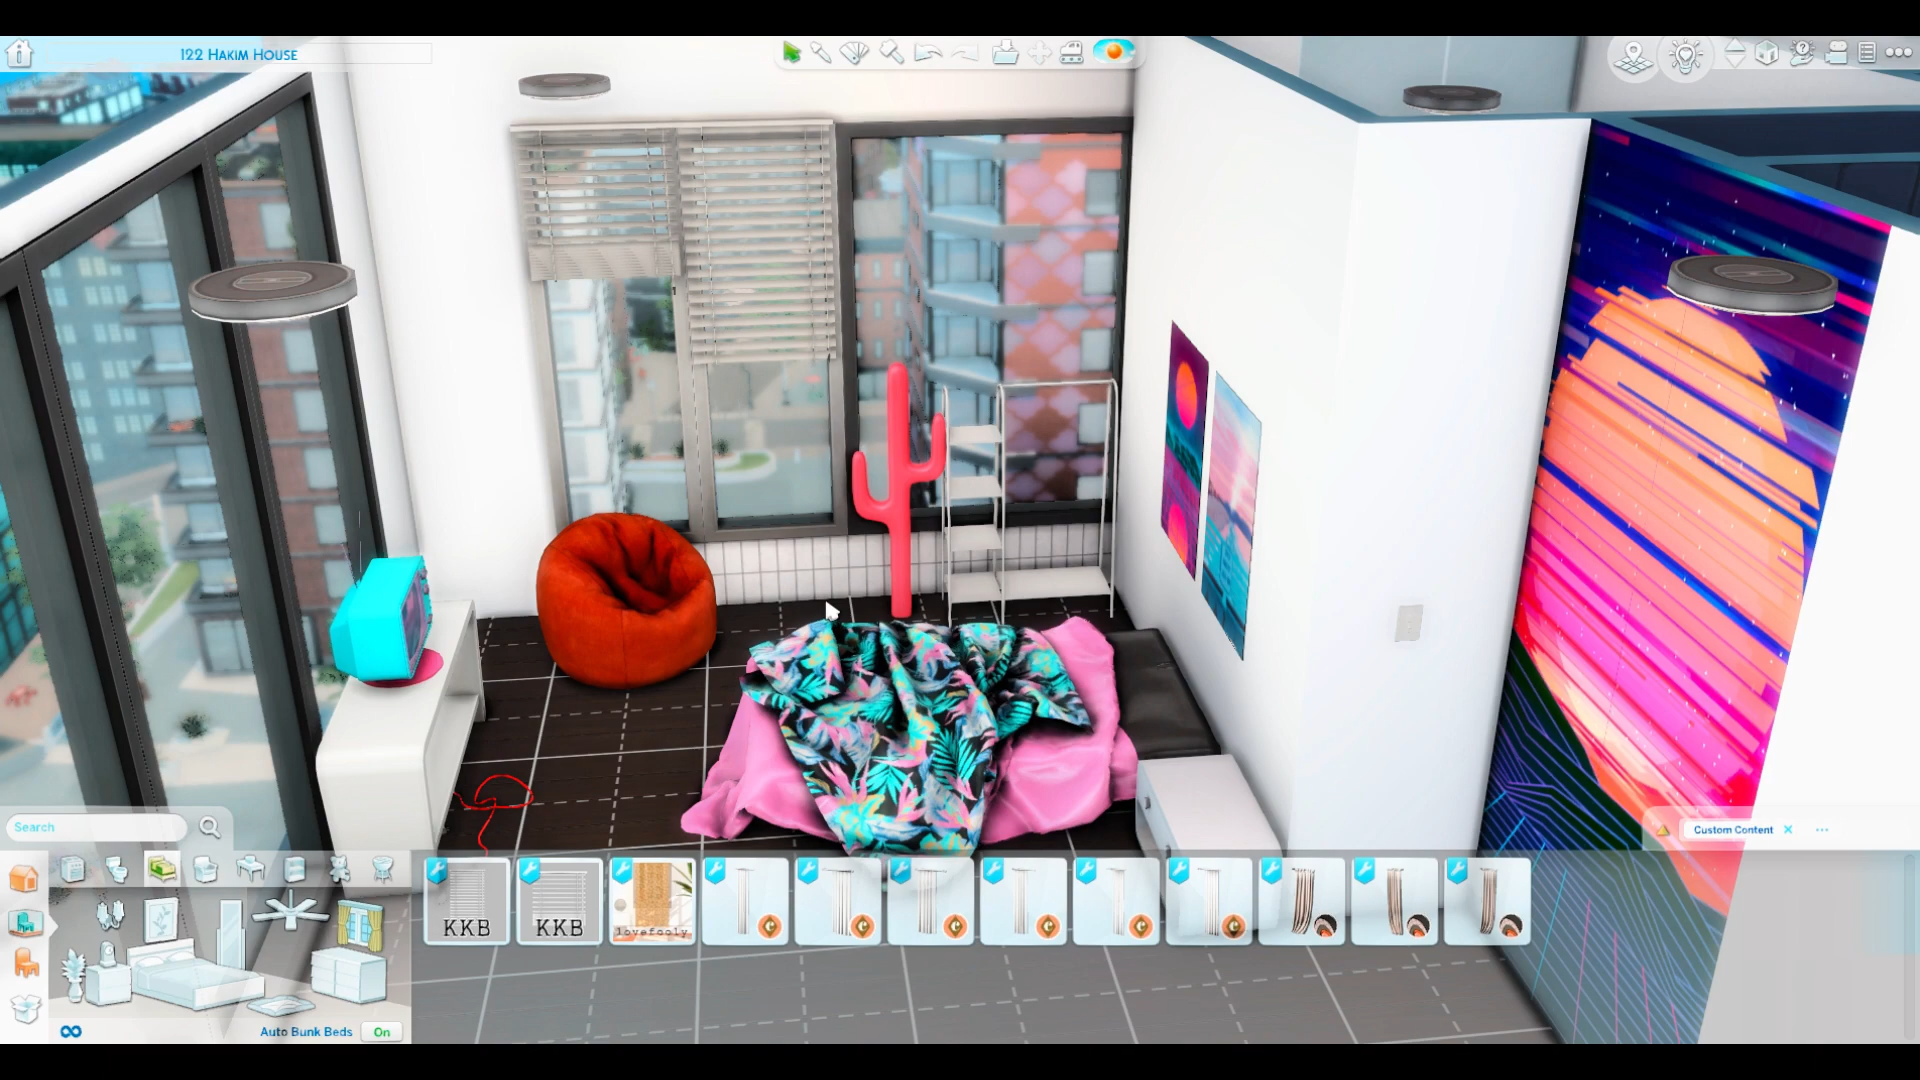 122 Hakim House
Search
Custom Content
KKB
KKB
lovefooly
Auto Bunk Beds
On